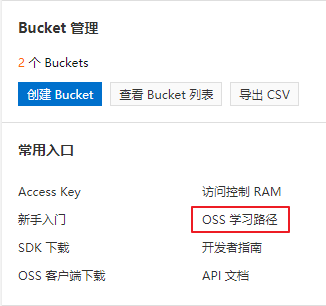 Bucket 管理
2 个 Buckets
创建 Bucket 查看 Bucket 列表 导出 CSV
常用入口
Access Key 访问控制 RAM
新手入门 OSS 学习路径
SDK 下载 开发者指南
OSS 客户端下载 API 文档